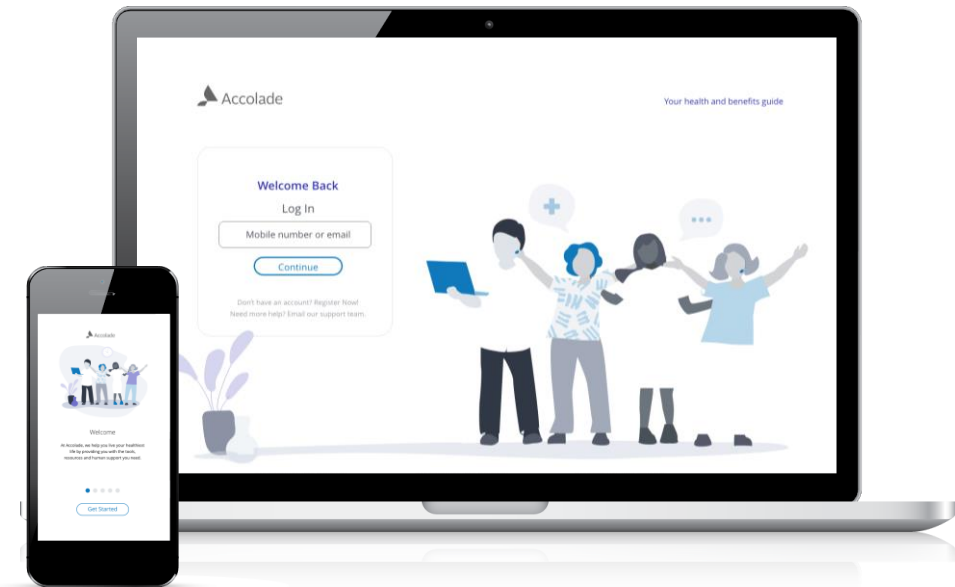 Accolade
Your health and benefits guide
Welcome Back
Log In
Mobile number or email
Continue
Don't have an account? Register Now!
Need more help? Email our support team.
Accolade
Welcome
At Accolade, we help you live your healthiest
life by providing you with the tools,
resources and human support you need.
Get Started